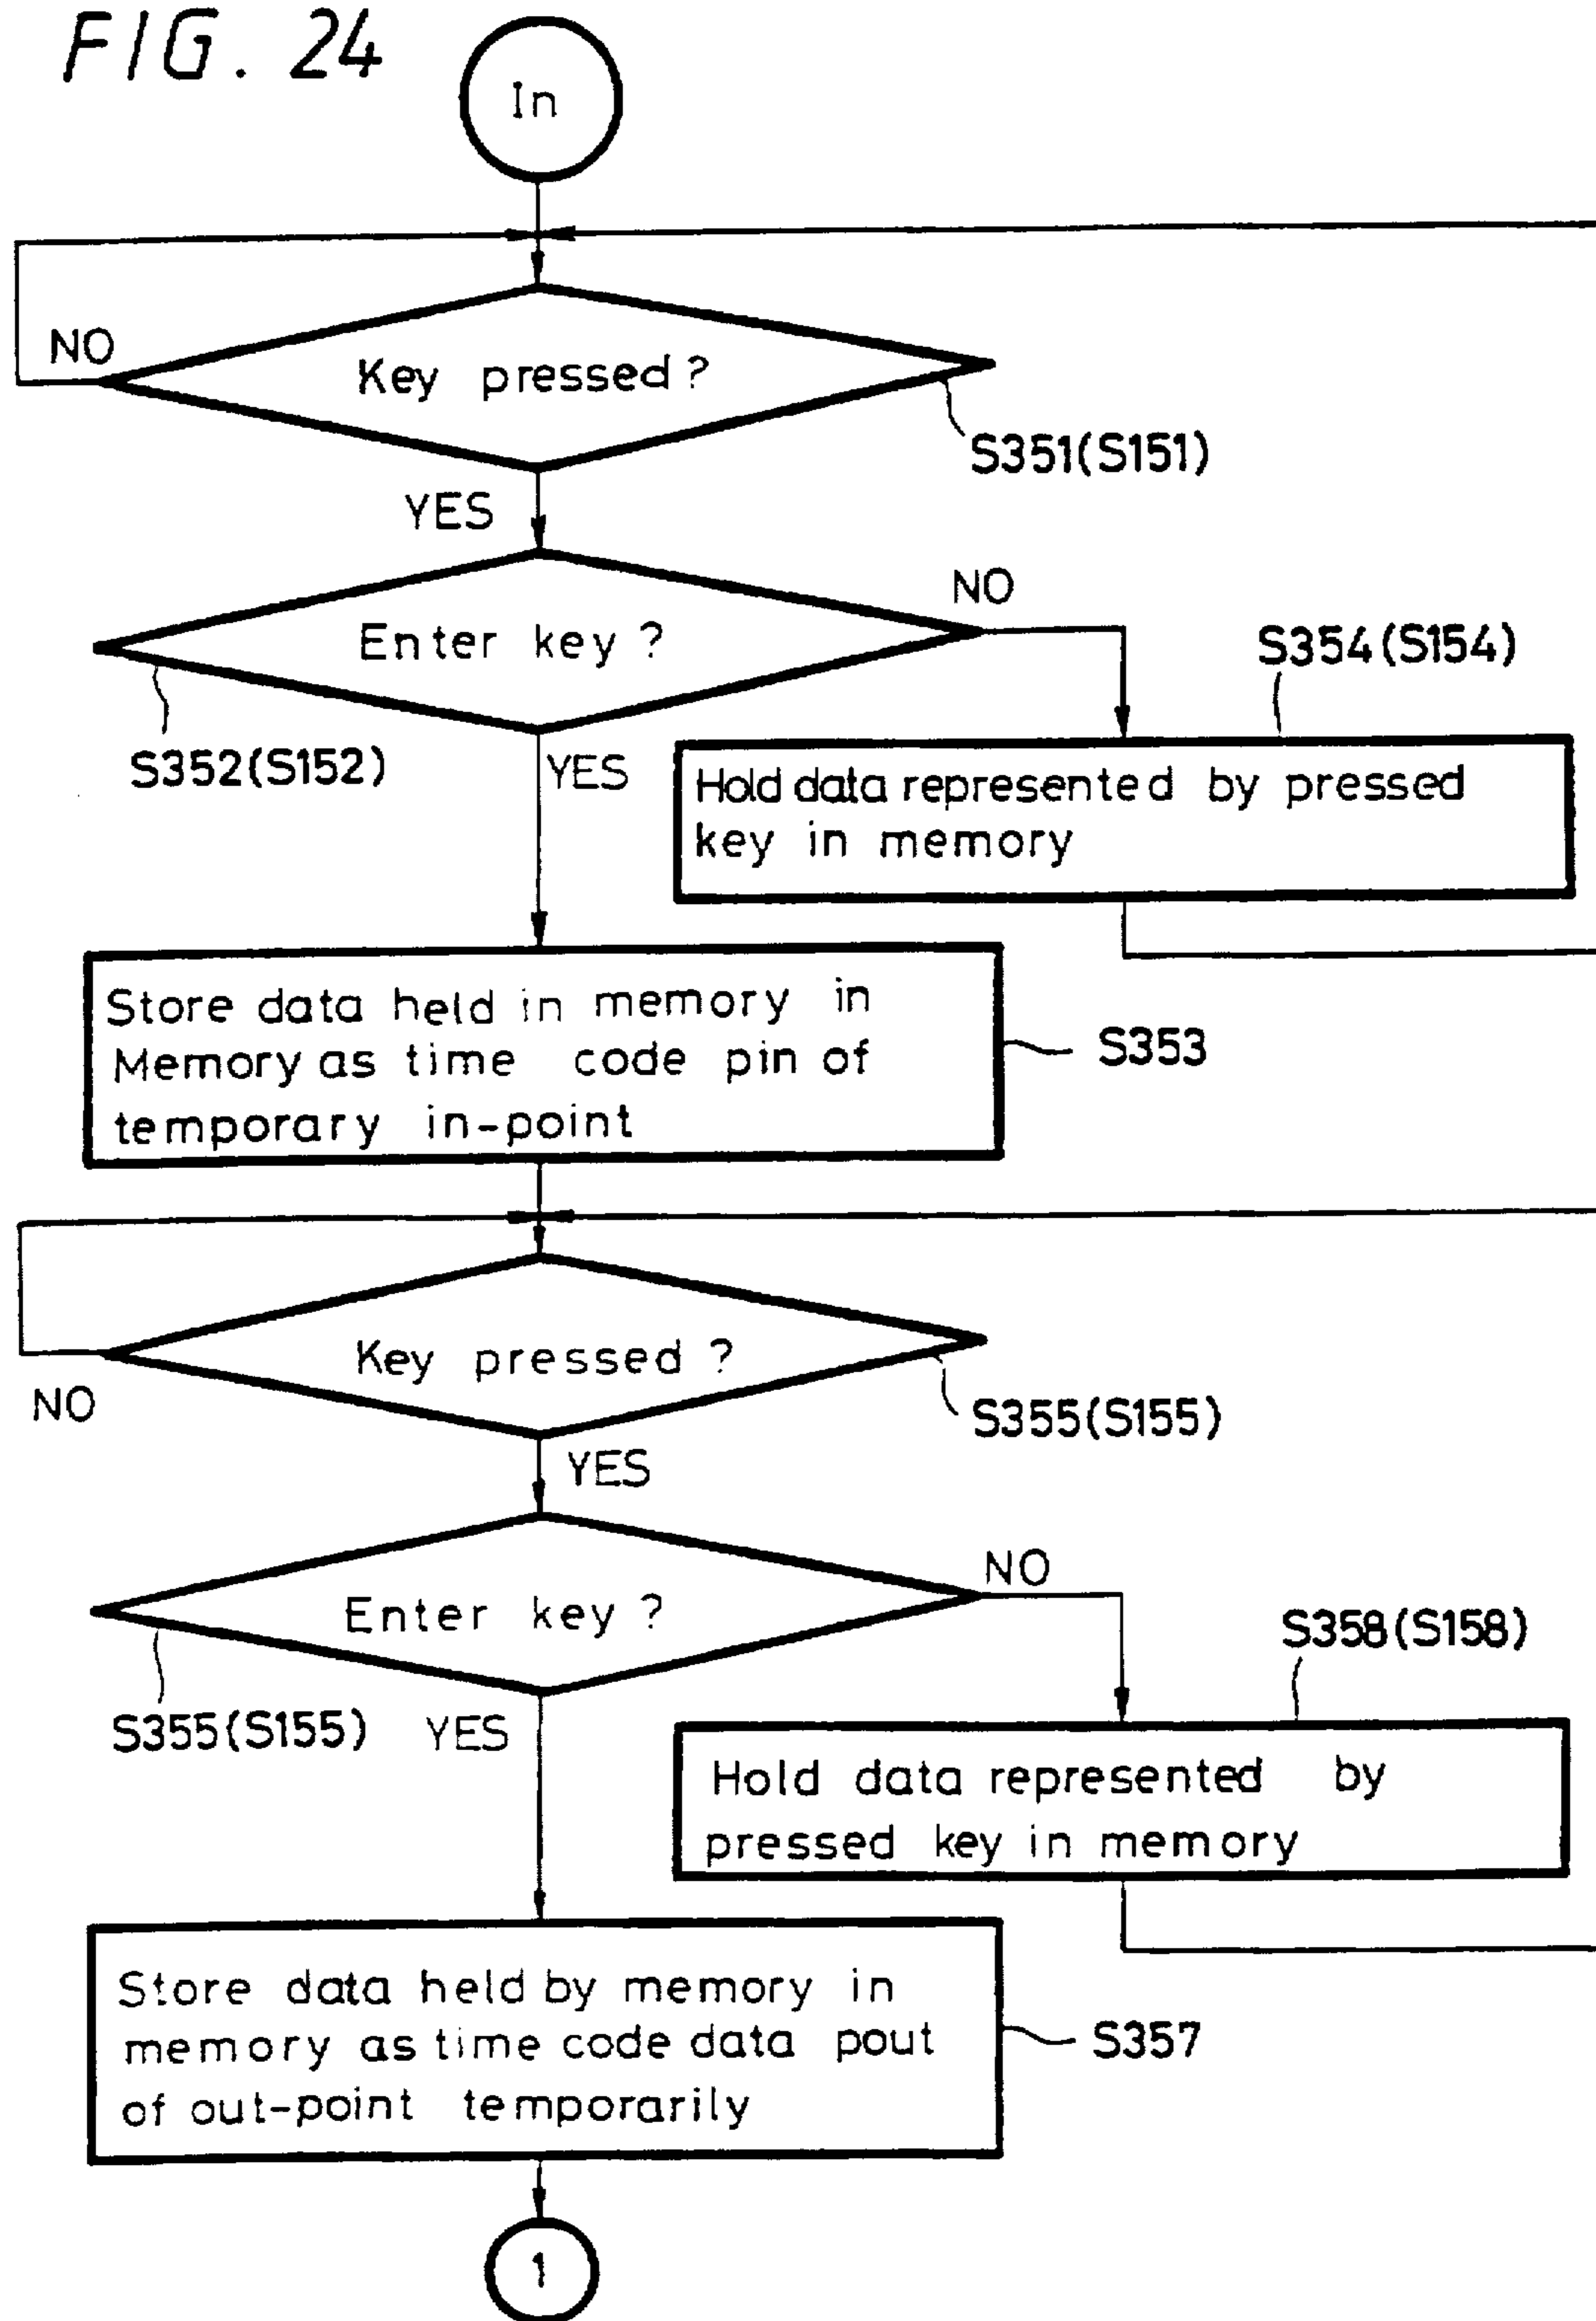 FIG. 24
In
NO
Key pressed?
S351(S151)
YES
NO
Enter key?
S354(S154)
S352(S152)
YES
Hold data represented by pressed
key in memory
Store data held in memory in
Memory as time code pin of
temporary in-point
S353
Key pressed?
NO
S355(S155)
YES
NO
Enter key?
S358(S158)
S355(S155)
YES
Hold data represented by
pressed key in memory
Store data held by memory in
memory as time code data pout
of out-point temporarily
S357
1